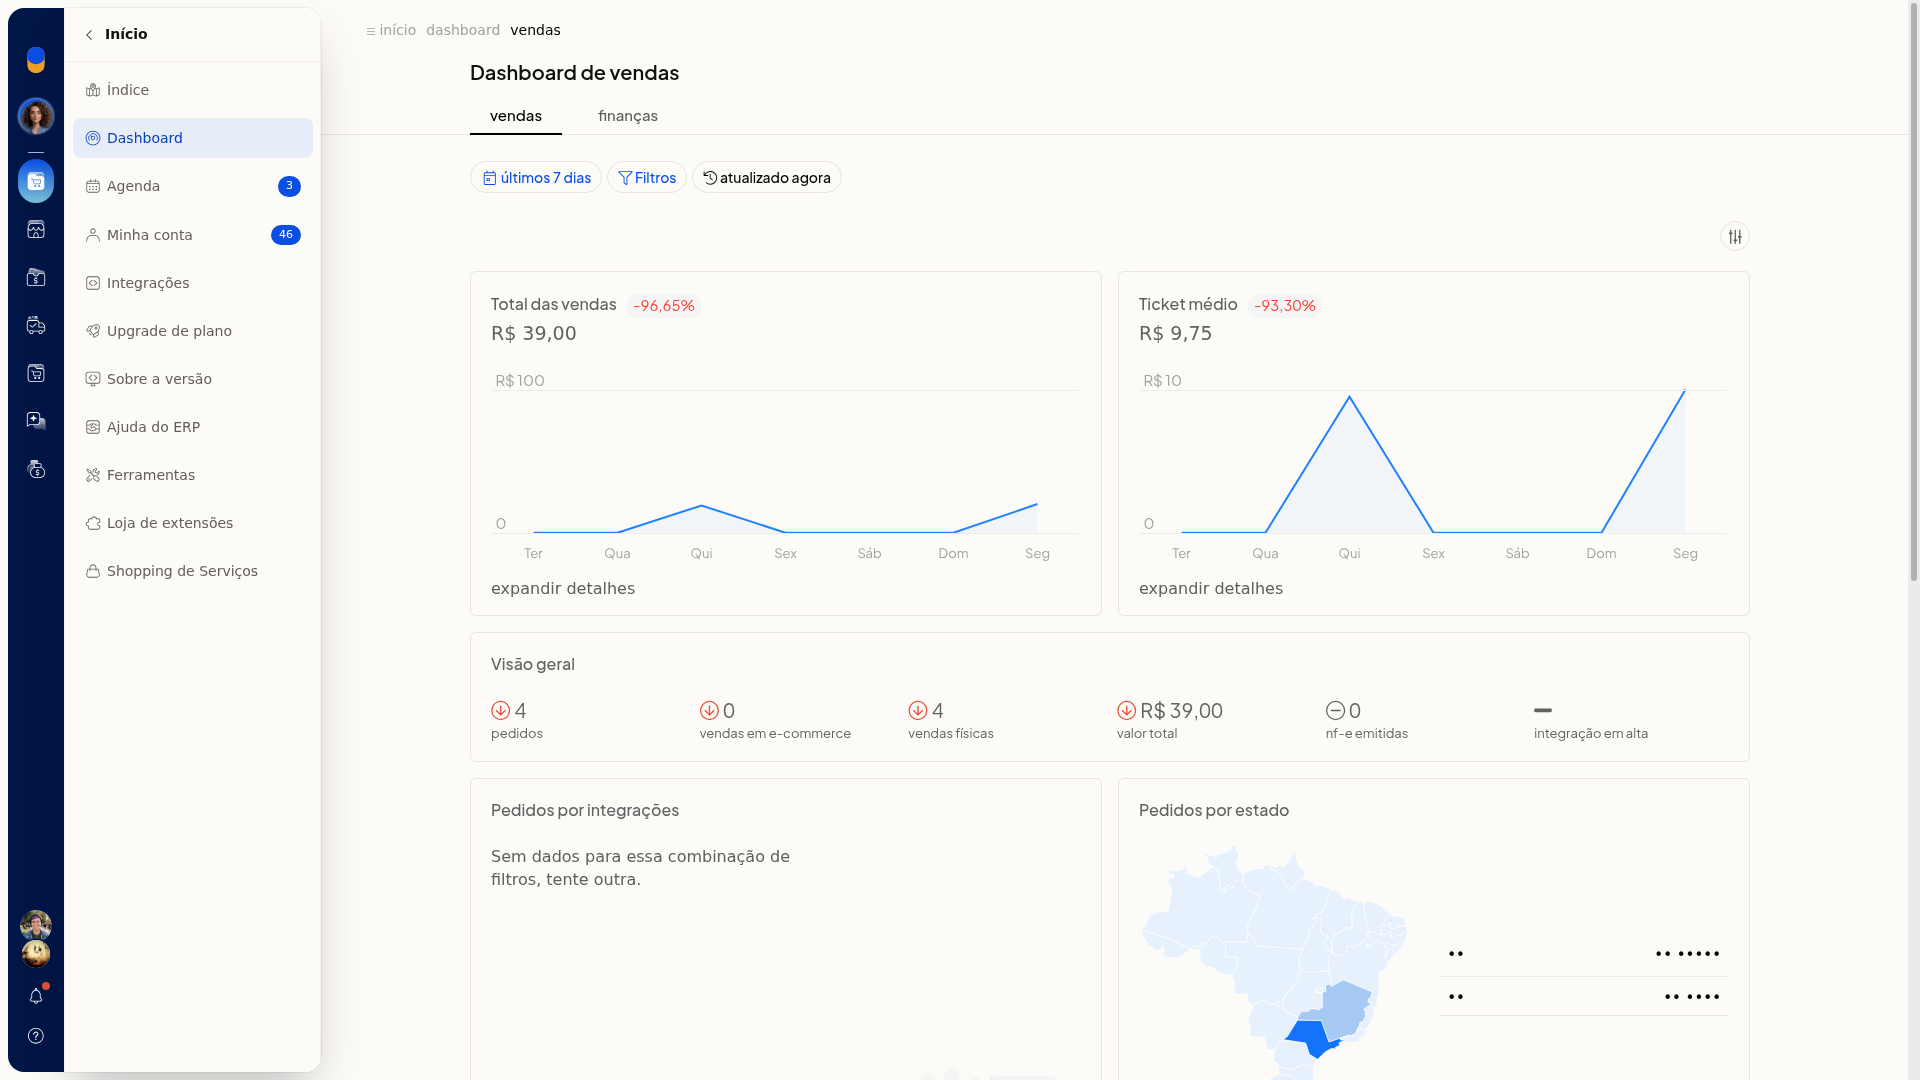 Início
Índice
Dashboard
Agenda
3
Minha conta
46
Integrações
Upgrade de plano
Sobre a versão
Ajuda do ERP
Ferramentas
Loja de extensões
Shopping de Serviços
início dashboard vendas
Dashboard de vendas
vendas finanças
últimos 7 dias Filtros atualizado agora
Total das vendas -96,65%
R$ 39,00
R$ 100
0
Ter Qua Qui Sex Sáb Dom Seg
expandir detalhes
Ticket médio -93,30%
R$ 9,75
R$ 10
0
Ter Qua Qui Sex Sáb Dom Seg
expandir detalhes
Visão geral
4
pedidos
0
vendas em e-commerce
4
vendas físicas
R$ 39,00
valor total
0
nf-e emitidas
integração em alta
Pedidos por integrações
Sem dados para essa combinação de
filtros, tente outra.
Pedidos por estado
•• •• •••••
•• •• ••••